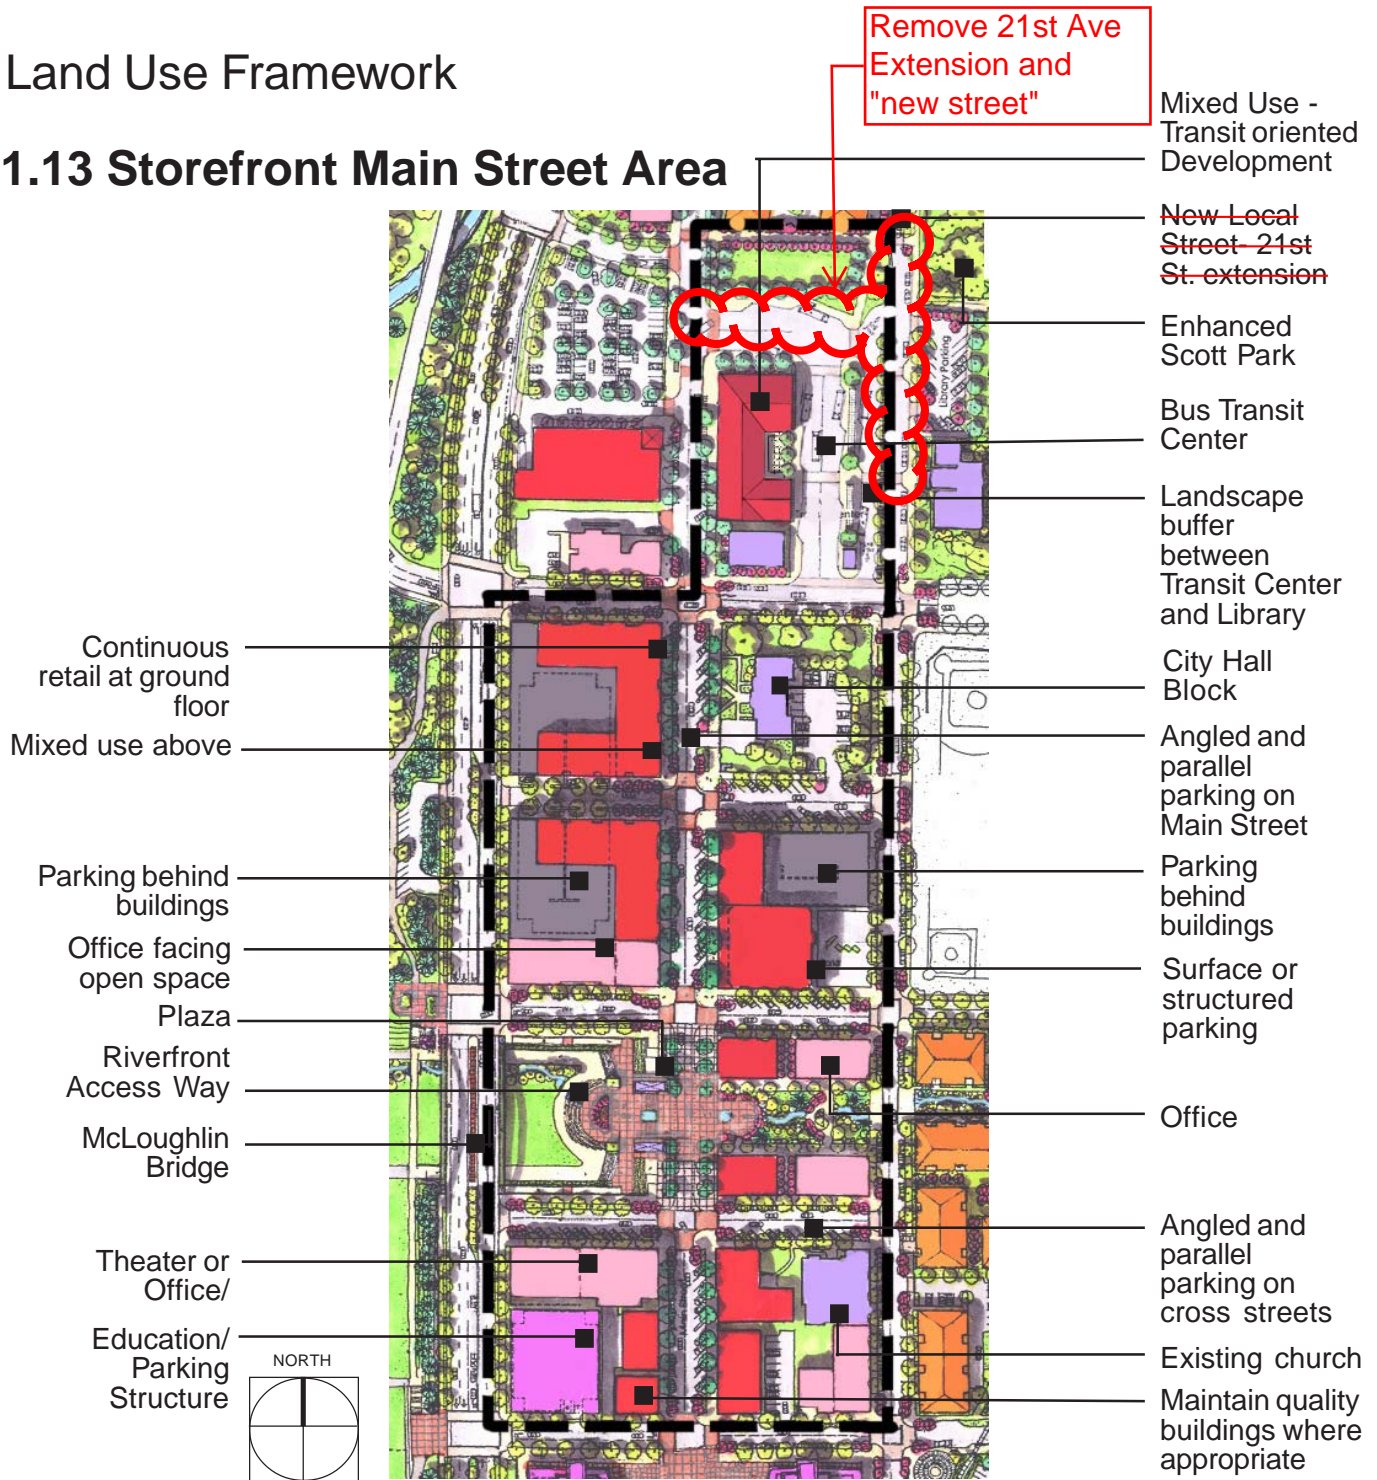 Remove 21st Ave
Extension and
"new street"
Land Use Framework
1.13 Storefront Main Street Area
Mixed Use -
Transit oriented
Development
New Local
Street- 21st
St. extension
Enhanced
Scott Park
Bus Transit
Center
Landscape
buffer
between
Transit Center
and Library
City Hall
Block
Angled and
parallel
parking on
Main Street
Parking
behind
buildings
Surface or
structured
parking
Office
Angled and
parallel
parking on
cross streets
Existing church
Maintain quality
buildings where
appropriate
Continuous
retail at ground
floor
Mixed use above
Parking behind
buildings
Office facing
open space
Plaza
Riverfront
Access Way
McLoughlin
Bridge
Theater or
Office/
Education/
Parking
Structure
NORTH
Library Parking
Main Street